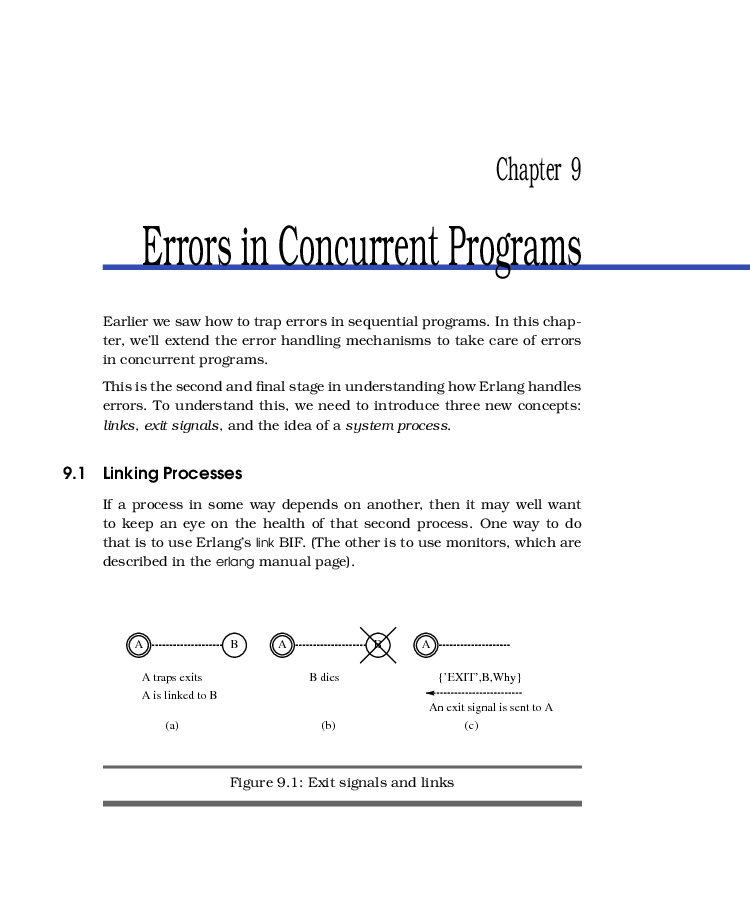 Chapter 9
Errors in Concurrent Programs
Earlier we saw how to trap errors in sequential programs. In this chap-
ter, we'll extend the error handling mechanisms to take care of errors
in concurrent programs.
This is the second and final stage in understanding how Erlang handles
errors. To understand this, we need to introduce three new concepts:
links, exit signals, and the idea of a system process.
9.1 Linking Processes
If a process in some way depends on another, then it may well want
to keep an eye on the health of that second process. One way to do
that is to use Erlang's link BIF. (The other is to use monitors, which are
described in the erlang manual page).
A B A B A
A traps exits B dies {'EXIT',B,Why}
A is linked to B
An exit signal is sent to A
(a) (b) (c)
Figure 9.1: Exit signals and links